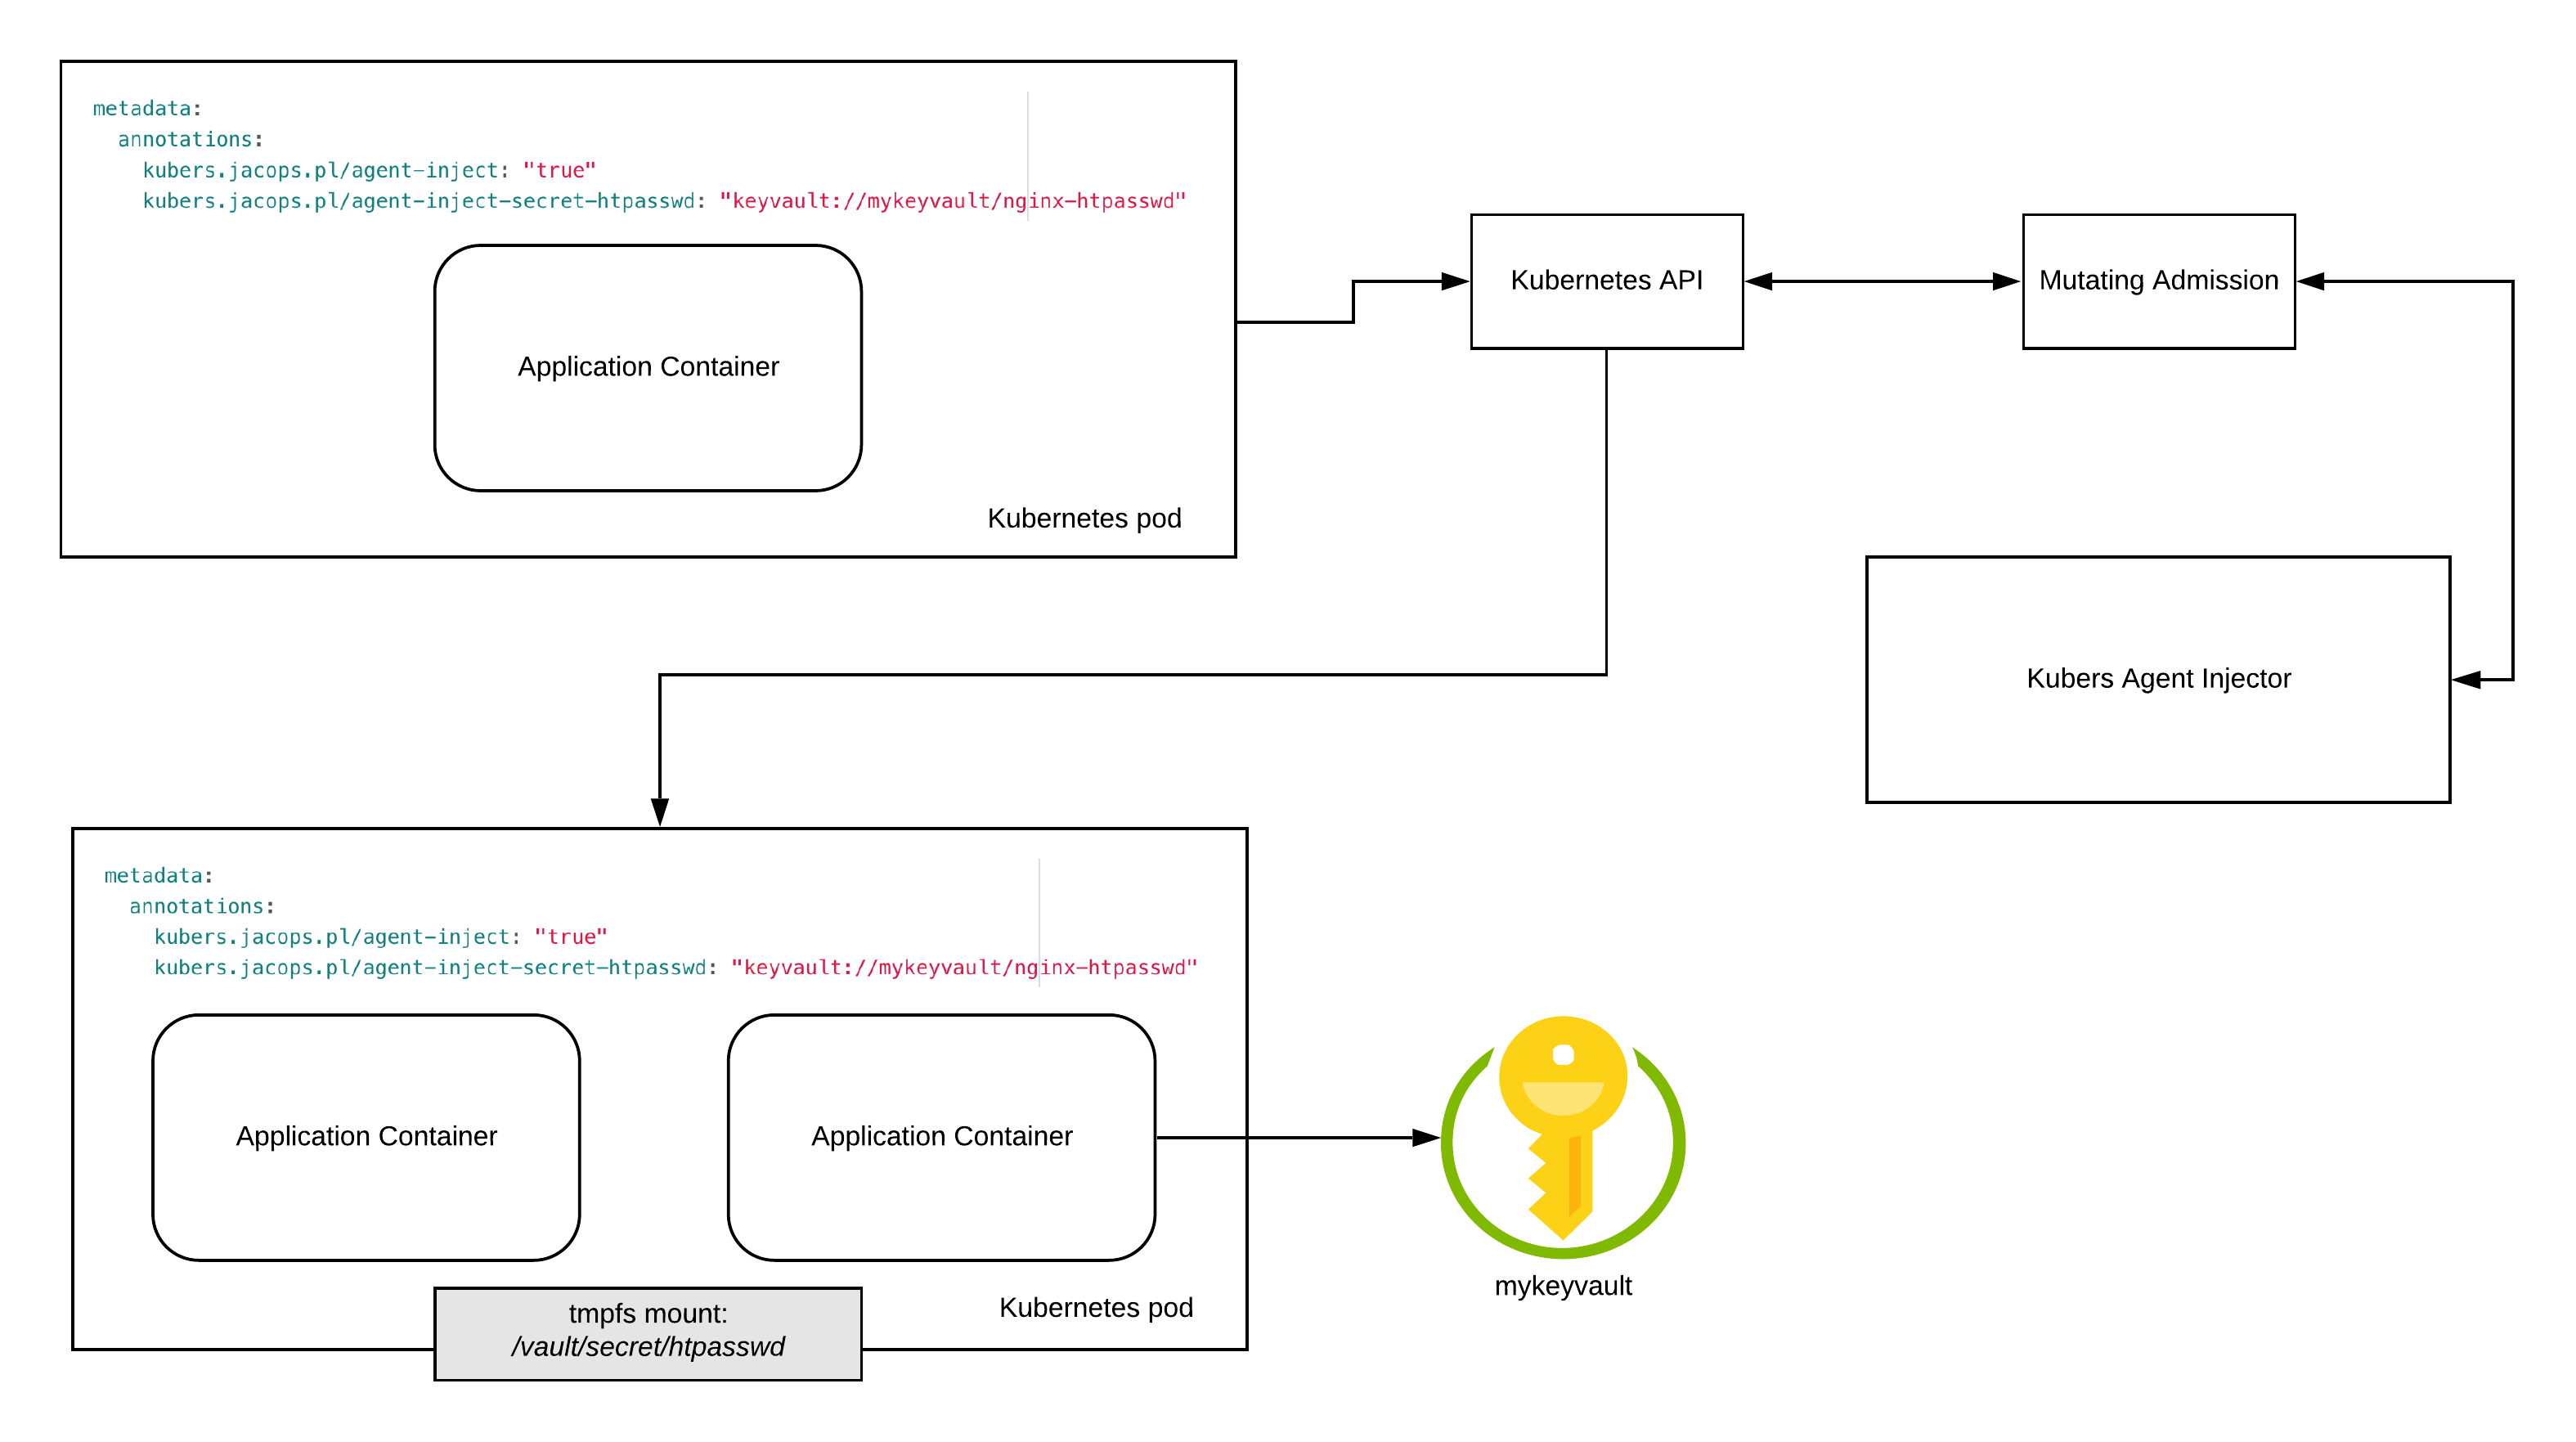 metadata:
annotations:
kubers.jacops.pl/agent-inject: "true"
kubers.jacops.pl/agent-inject-secret-htpasswd: "keyvault://mykeyvault/nginx-htpasswd"
Application Container
Kubernetes pod
Kubernetes API
Mutating Admission
Kubers Agent Injector
metadata:
annotations:
kubers.jacops.pl/agent-inject: "true"
kubers.jacops.pl/agent-inject-secret-htpasswd: "keyvault://mykeyvault/nginx-htpasswd"
Application Container
Application Container
Kubernetes pod
tmpfs mount:
/vault/secret/htpasswd
mykeyvault